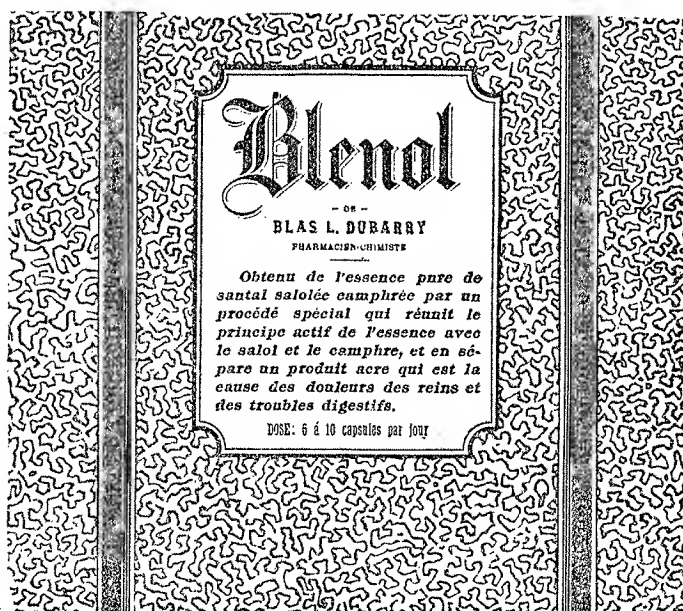 Blenol
- DE -
BLAS L. DUBARRY
PHARMACIEN-CHIMISTE
Obtenu de l'essence pure de
santal salolée camphrée par un
procédé spécial qui réunit le
principe actif de l'essence avec
le salol et le camphre, et en sé-
pare un produit acre qui est la
cause des douleurs des reins et
des troubles digestifs.
DOSE: 6 á 10 capsules par jour